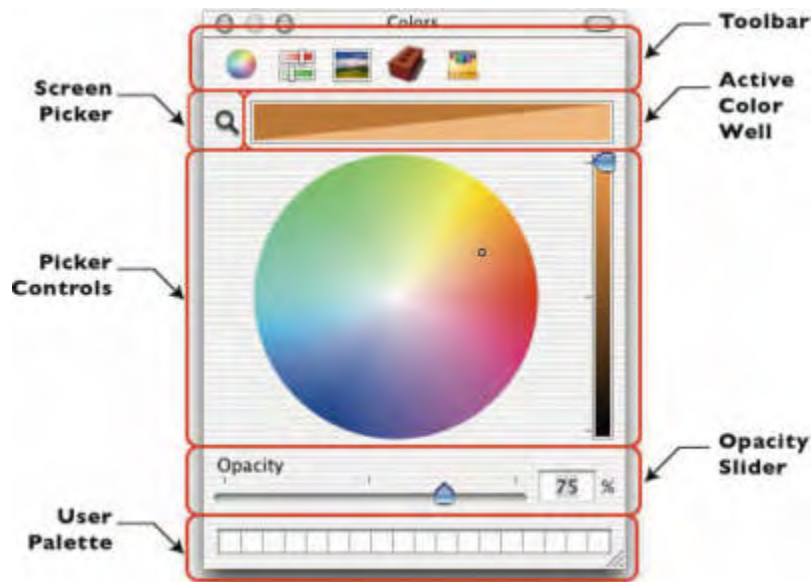 Colors
Toolbar
Screen
Picker
Active
Color
Well
Picker
Controls
Opacity
75 %
Opacity
Slider
User
Palette